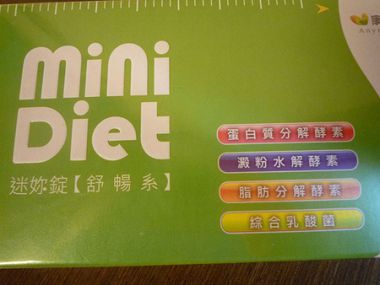 mini
Diet
迷妳錠【舒暢系】
蛋白質分解酵素
澱粉水解酵素
脂肪分解酵素
綜合乳酸菌